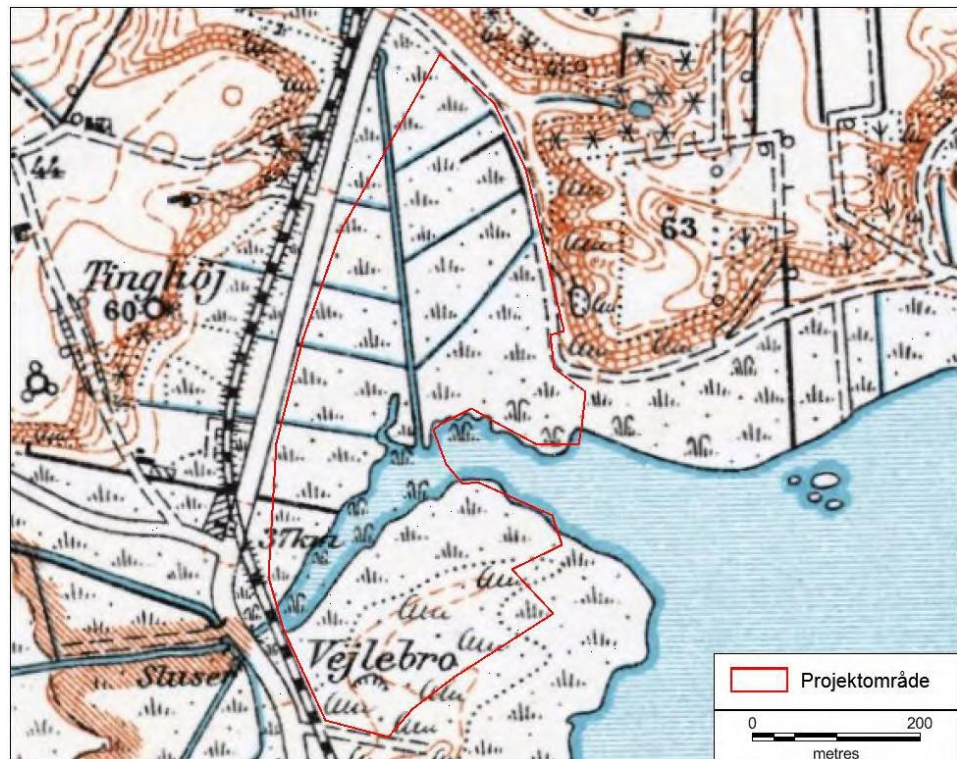 44
63
Tinghöj
60
37km
Vejlebro
Sluser
Projektområde
0
200
metres